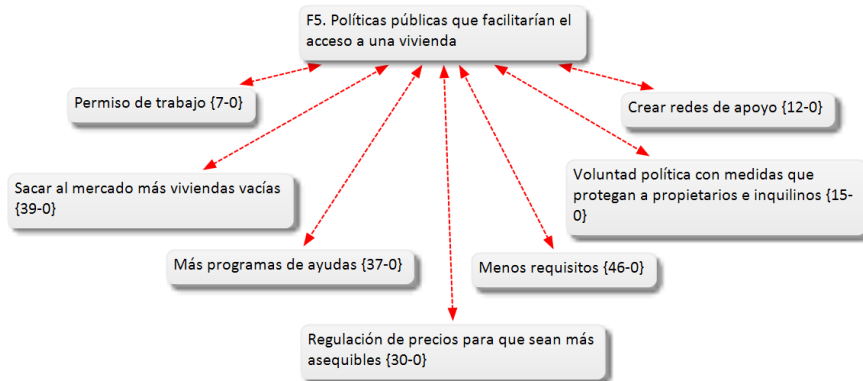 F5. Políticas públicas que facilitarían el
acceso a una vivienda
Permiso de trabajo {7-0}
Crear redes de apoyo {12-0}
Sacar al mercado más viviendas vacías
{39-0}
Voluntad política con medidas que
protegan a propietarios e inquilinos {15-
0}
Más programas de ayudas {37-0}
Menos requisitos {46-0}
Regulación de precios para que sean más
asequibles {30-0}